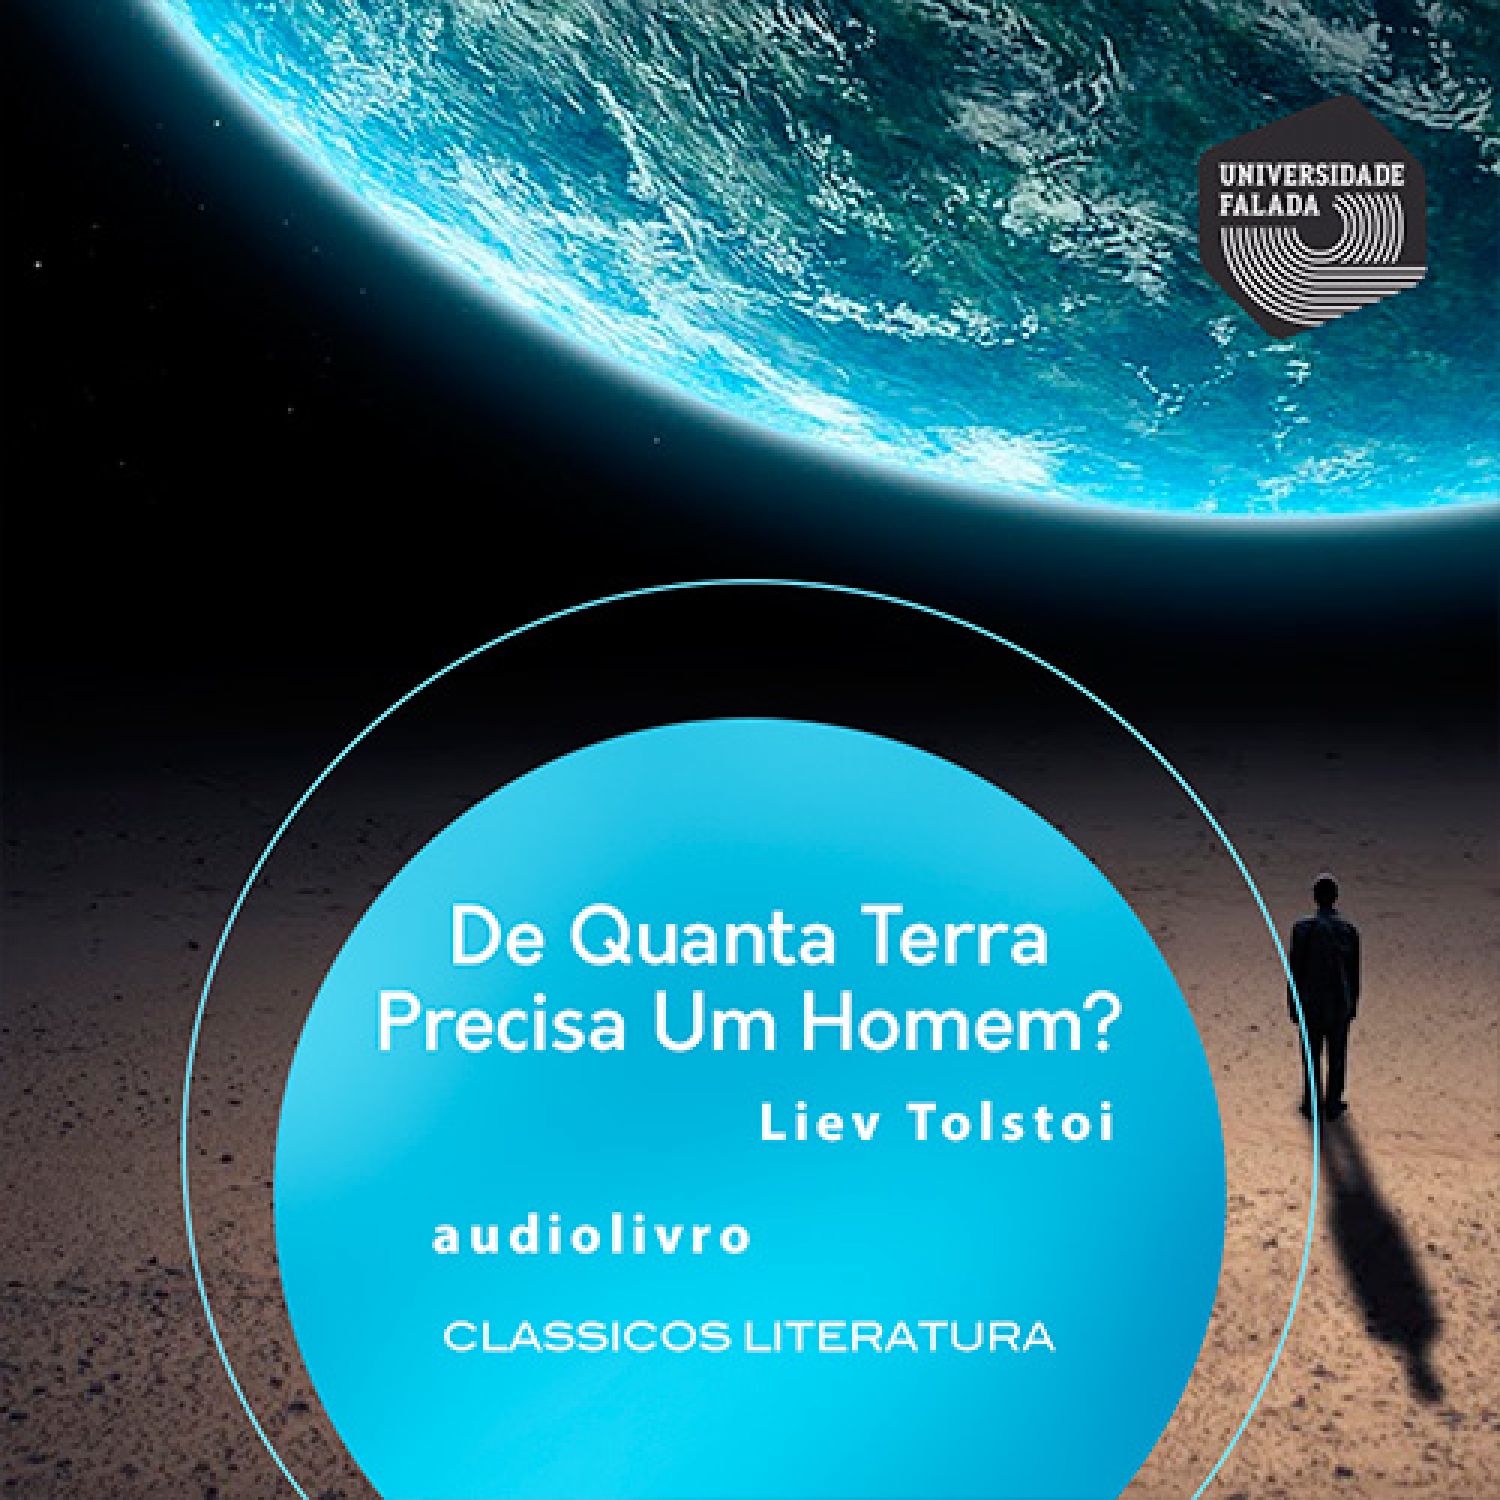 UNIVERSIDADE
FALADA
De Quanta Terra
Precisa Um Homem?
Liev Tolstoi
audiolivro
CLASSICOS LITERATURA